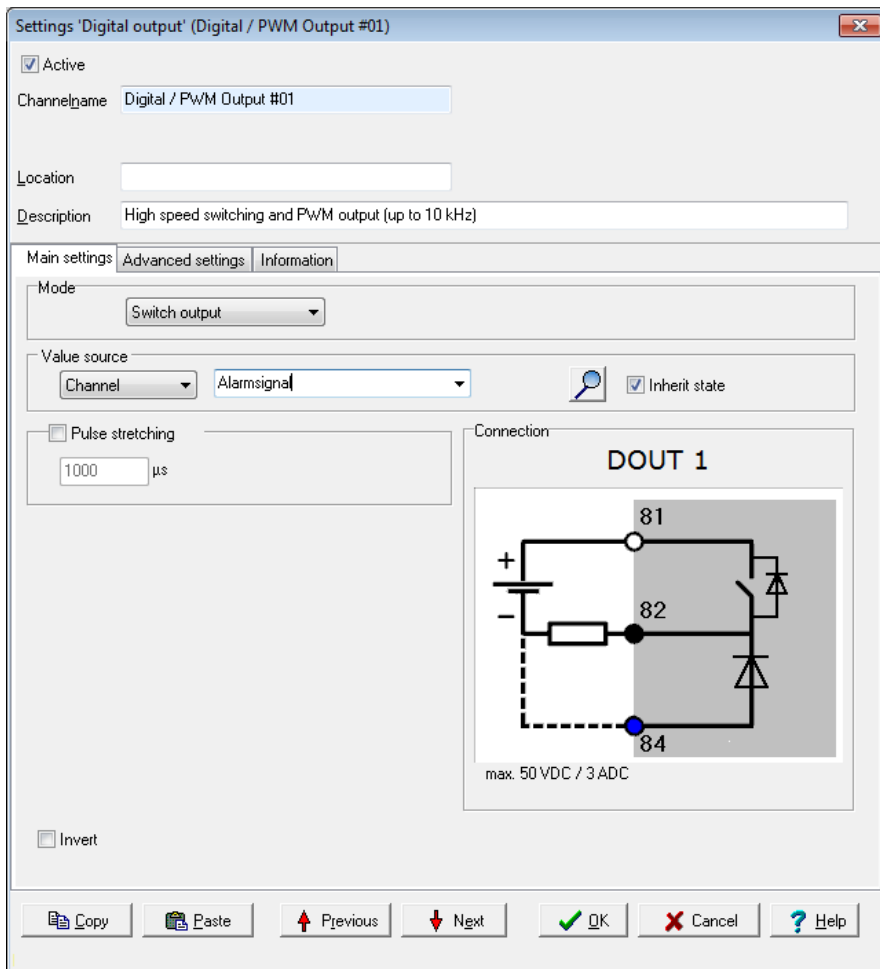 Settings 'Digital output' (Digital / PWM Output #01)
Active
Channelname Digital / PWM Output #01
Location
Description High speed switching and PWM output (up to 10 kHz)
Main settings Advanced settings Information
Mode
Switch output
Value source
Channel Alarmsignal Inherit state
Pulse stretching
1000 µs
Connection
DOUT 1
81
+
82
−
84
max. 50 VDC / 3 ADC
Invert
Copy Paste Previous Next OK Cancel ? Help